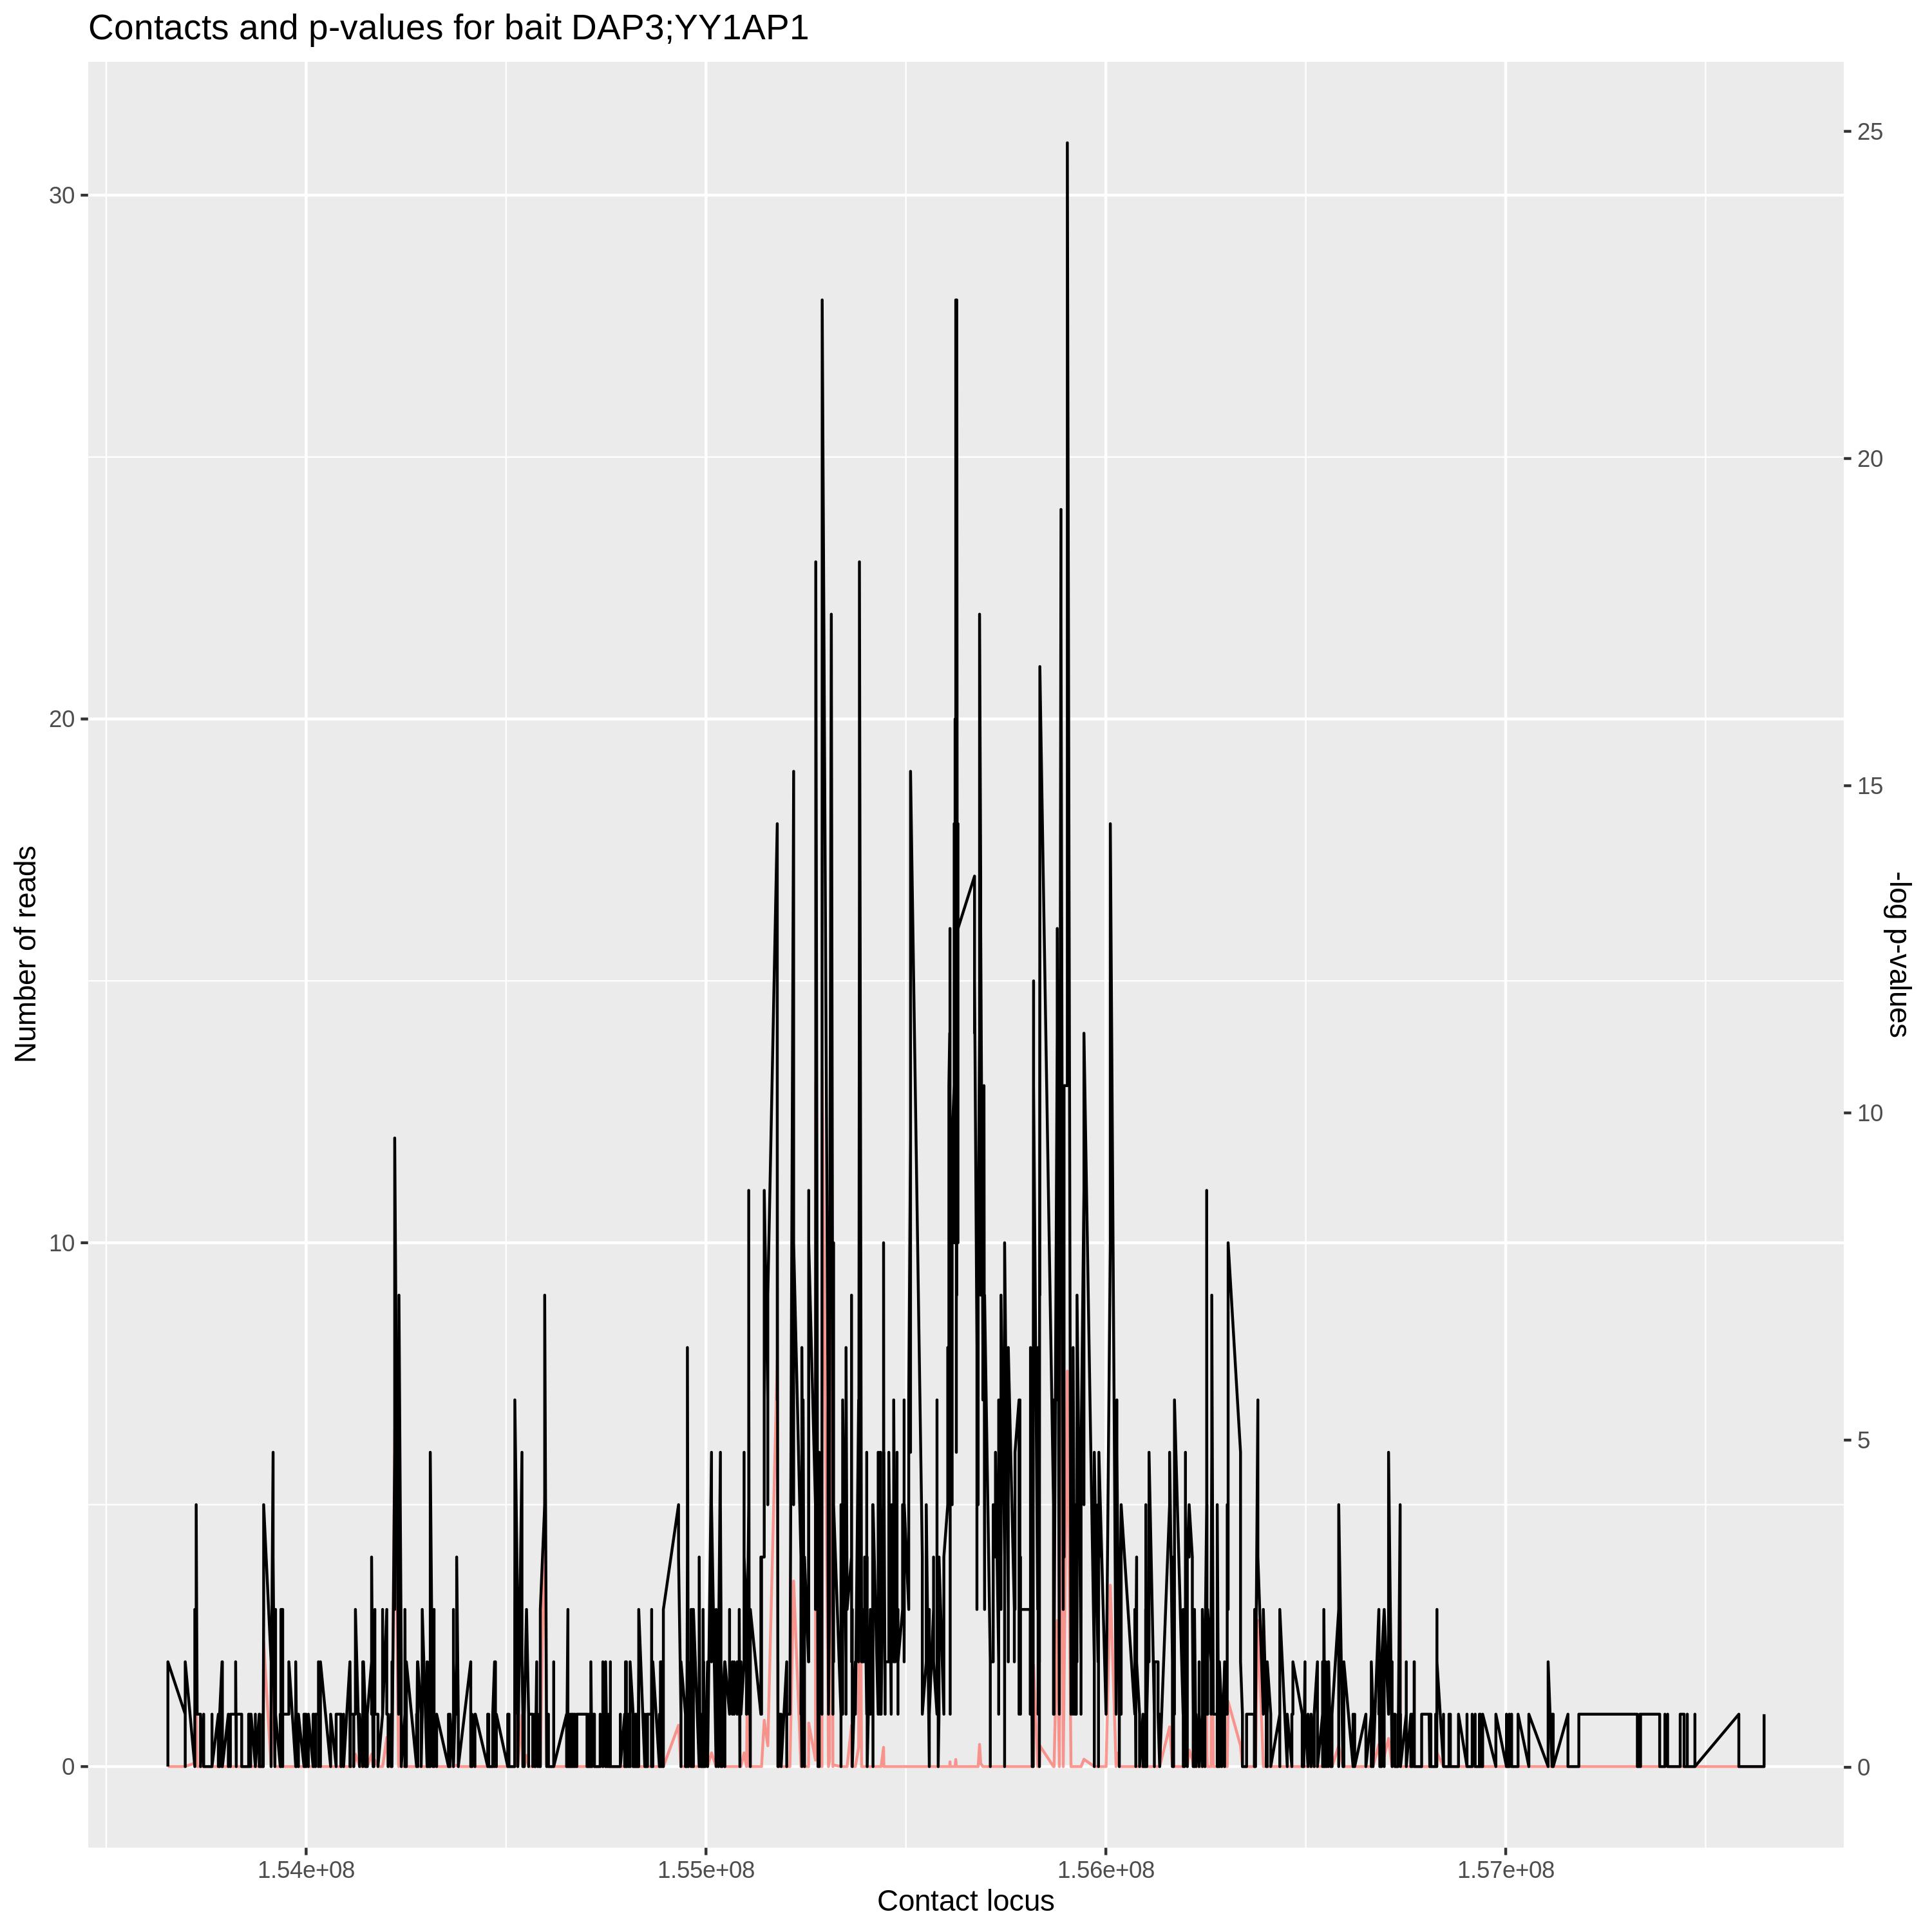 Contacts and p-values for bait DAP3;YY1AP1
30
20
10
0
25
20
15
10
5
0
Number of reads
-log p-values
1.54e+08 1.55e+08 1.56e+08 1.57e+08
Contact locus